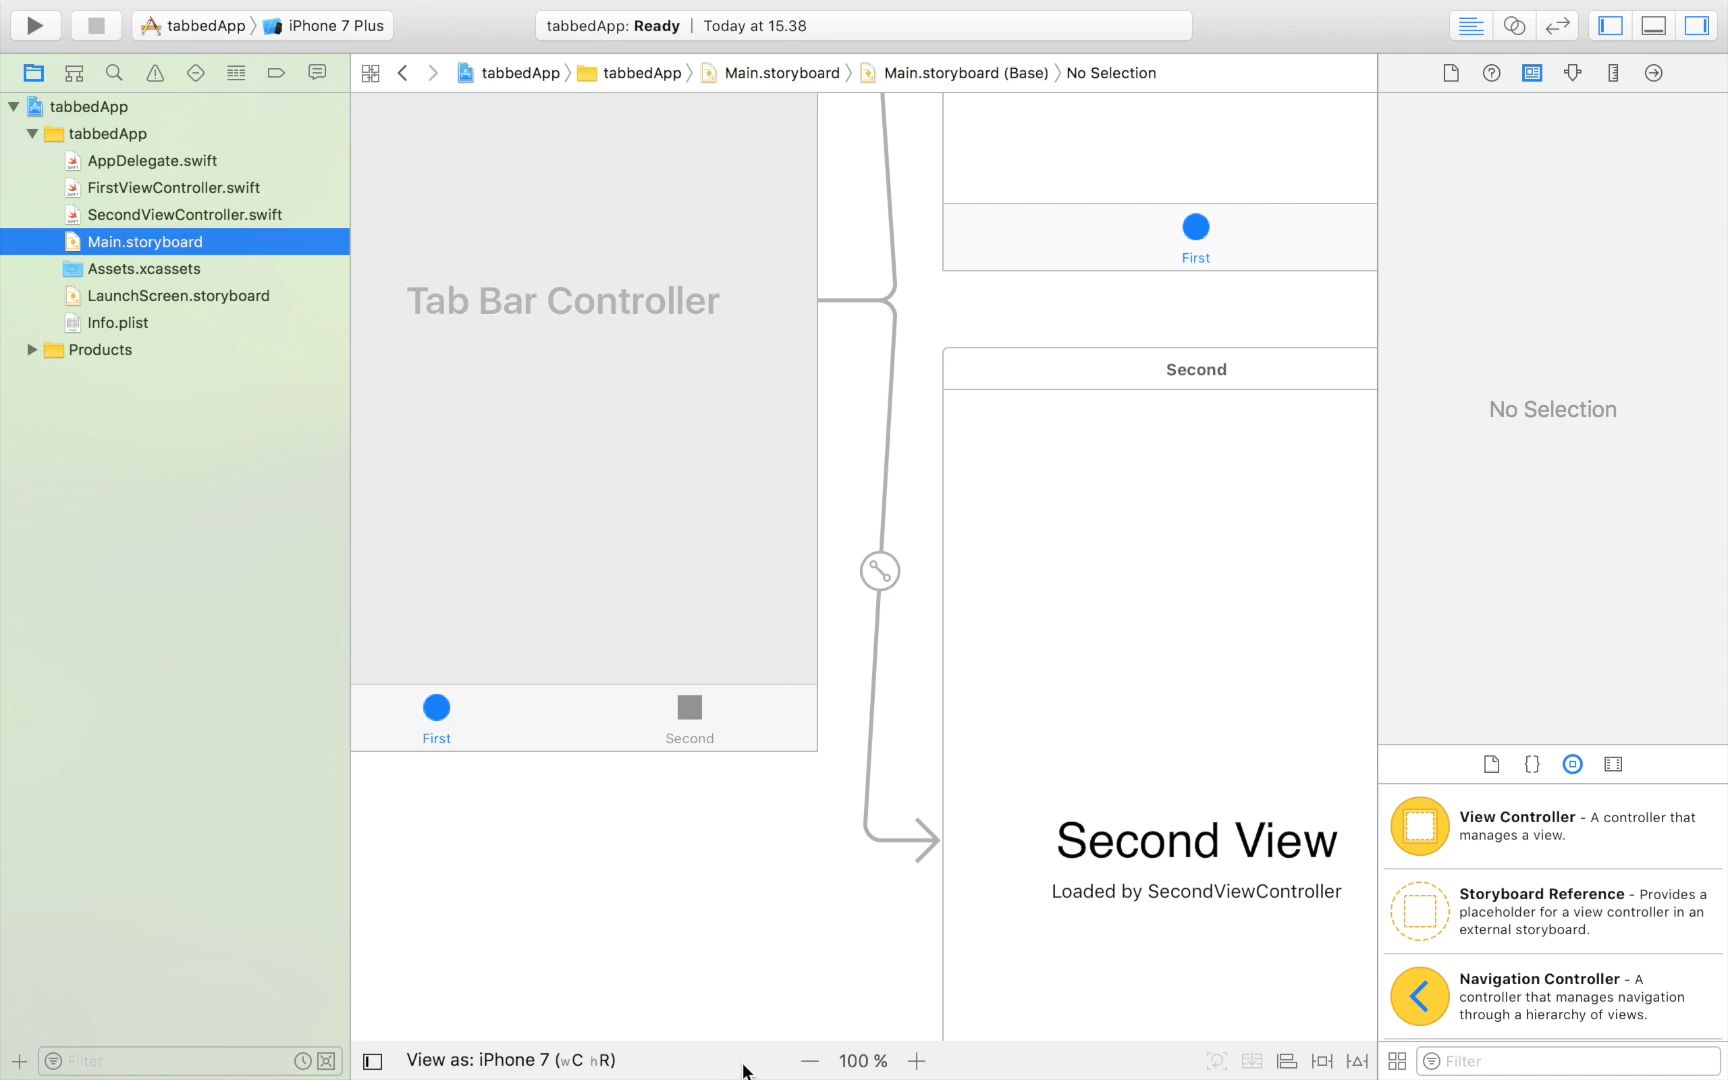 tabbedApp iPhone 7 Plus
tabbedApp: Ready | Today at 15.38
tabbedApp tabbedApp Main.storyboard Main.storyboard (Base) No Selection
tabbedApp
tabbedApp
AppDelegate.swift
FirstViewController.swift
SecondViewController.swift
Main.storyboard
Assets.xcassets
LaunchScreen.storyboard
Info.plist
Products
Filter
Tab Bar Controller
First
Second
First
Second
Second View
Loaded by SecondViewController
View as: iPhone 7 (wC hR)
100 %
No Selection
View Controller - A controller that
manages a view.
Storyboard Reference - Provides a
placeholder for a view controller in an
external storyboard.
Navigation Controller - A
controller that manages navigation
through a hierarchy of views.
Filter